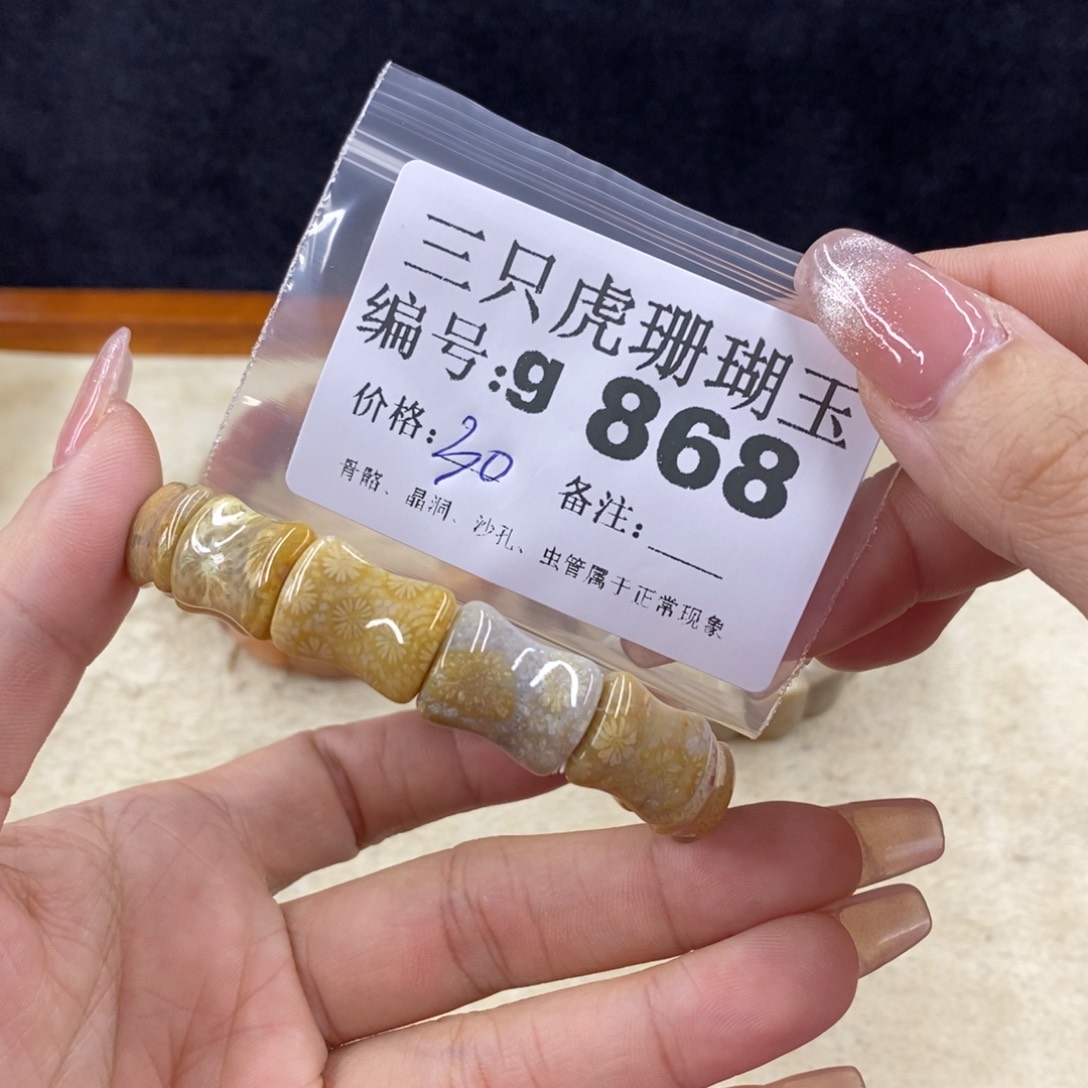 三只虎珊瑚玉
编号:g 868
价格: 20 备注:
骨骼、晶洞、沙孔、虫管属于正常现象